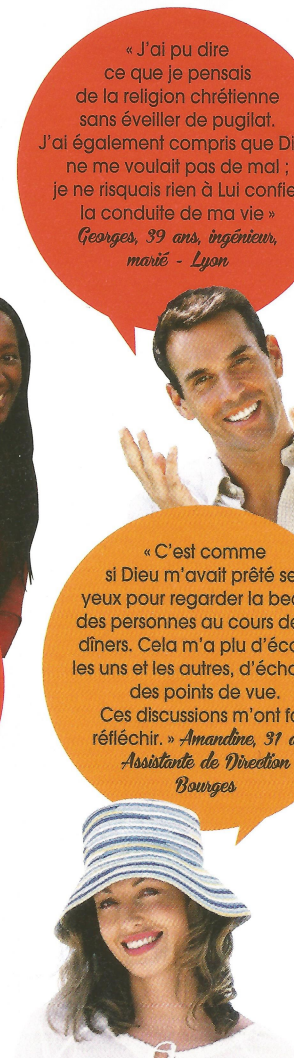 « J'ai pu dire
ce que je pensais
de la religion chrétienne
sans éveiller de pugilat.
J'ai également compris que
ne me voulait pas de mal ;
je ne risquais rien à Lui
la conduite de ma vie »
Georges, 39 ans, ingénieur,
marié - Lyon
« C'est comme
si Dieu m'avait prêté
yeux pour regarder la
des personnes au cours
dîners. Cela m'a plu
les uns et les autres,
des points de vue.
Ces discussions m'ont
réfléchir. » Amandine, 31
Assistante de Direction
Bourges